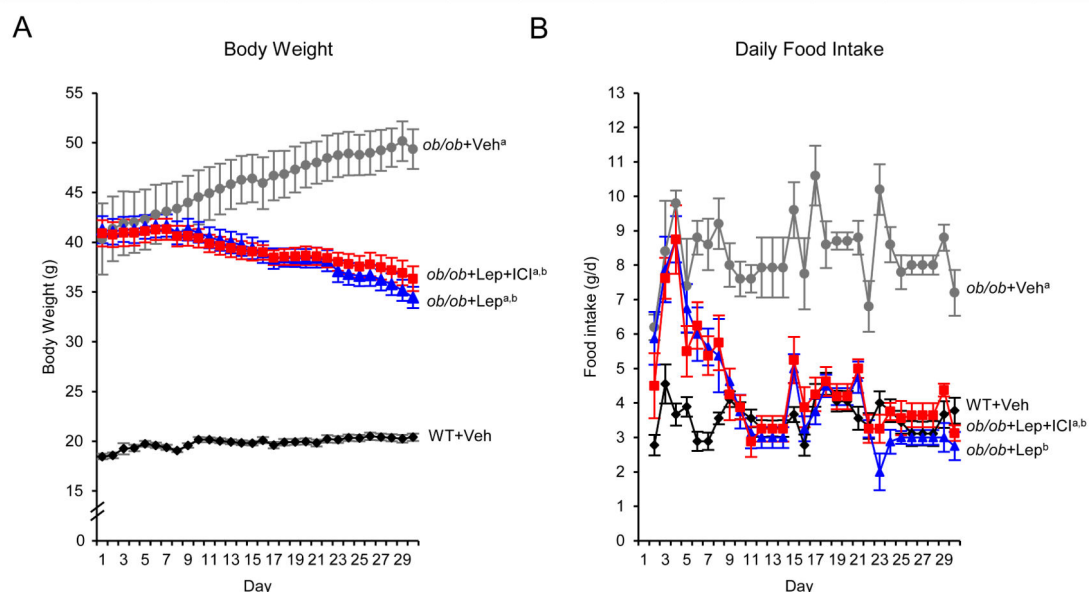 A
Body Weight
Body Weight (g)
55
50
45
40
35
30
25
20
15
0
1 3 5 7 9 11 13 15 17 19 21 23 25 27 29
Day
ob/ob+Vehᵃ
ob/ob+Lep+ICIᵃ,ᵇ
ob/ob+Lepᵃ,ᵇ
WT+Veh
B
Daily Food Intake
Food intake (g/d)
13
12
11
10
9
8
7
6
5
4
3
2
1
0
1 3 5 7 9 11 13 15 17 19 21 23 25 27 29
Day
ob/ob+Vehᵃ
WT+Veh
ob/ob+Lep+ICIᵃ,ᵇ
ob/ob+Lepᵇ